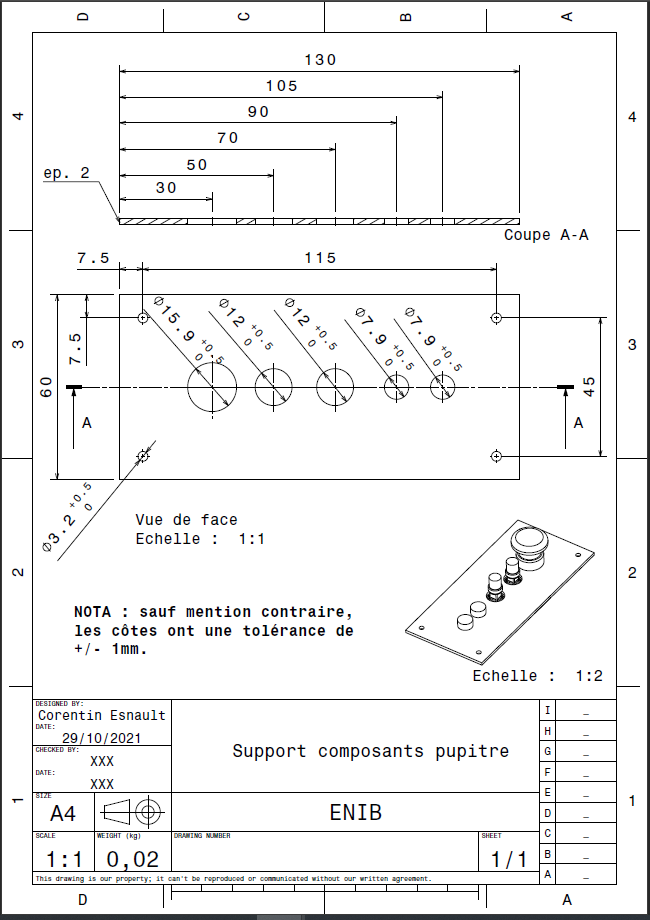 D C B A
4 4
130
105
90
70
50
ep. 2
30
Coupe A-A
7.5 115
3 3
7.5
60
45
Ø15.9 +0.5 0
Ø12 +0.5 0
Ø12 +0.5 0
Ø7.9 +0.5 0
Ø7.9 +0.5 0
A A
Ø3.2 +0.5 0
Vue de face
Echelle : 1:1
2 2
NOTA : sauf mention contraire,
les côtes ont une tolérance de
+/- 1mm.
Echelle : 1:2
DESIGNED BY:
Corentin Esnault
DATE:
29/10/2021
CHECKED BY:
XXX
DATE:
XXX
Support composants pupitre
I _
H _
G _
F _
E _
D _
C _
B _
A _
1 1
SIZE
A4
ENIB
SCALE
1:1
WEIGHT (kg)
0,02
DRAWING NUMBER
SHEET
1/1
This drawing is our property; it can't be reproduced or communicated without our written agreement.
D A